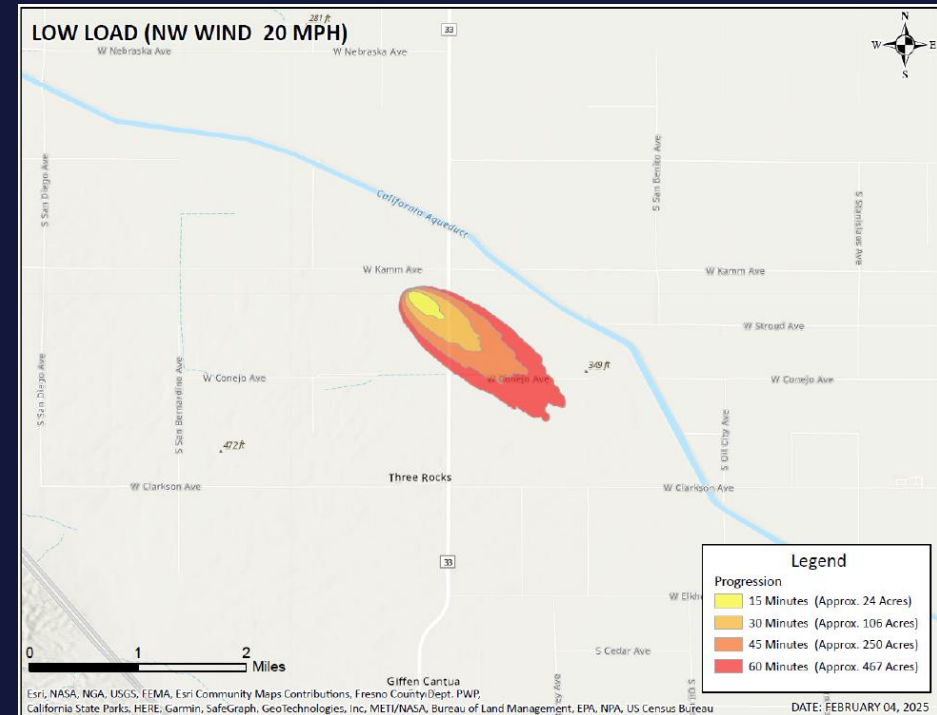 LOW LOAD (NW WIND 20 MPH)
281 ft
33
N
W E
S
W Nebraska Ave
W Nebraska Ave
S San Diego Ave
S San Benito Ave
S Stanislaus Ave
California Aqueduct
W Kamm Ave
W Kamm Ave
W Stroud Ave
S San Diego Ave
S San Bernardino Ave
W Conejo Ave
W Conejo Ave
349 ft
W Conejo Ave
472 ft
S Ohl City Ave
Three Rocks
W Clarkson Ave
W Clarkson Ave
33
W
S Cedar Ave
Giffen Cantua
Legend
Progression
15 Minutes (Approx. 24 Acres)
30 Minutes (Approx. 106 Acres)
45 Minutes (Approx. 250 Acres)
60 Minutes (Approx. 467 Acres)
0 1 2
Miles
Esri, NASA, NGA, USGS, FEMA, Esri Community Maps Contributions, Fresno County Dept. PWP,
California State Parks, HERE, Garmin, SafeGraph, GeoTechnologies, Inc, METI/NASA, Bureau of Land Management, EPA, NPA, US Census Bureau
DATE: FEBRUARY 04, 2025